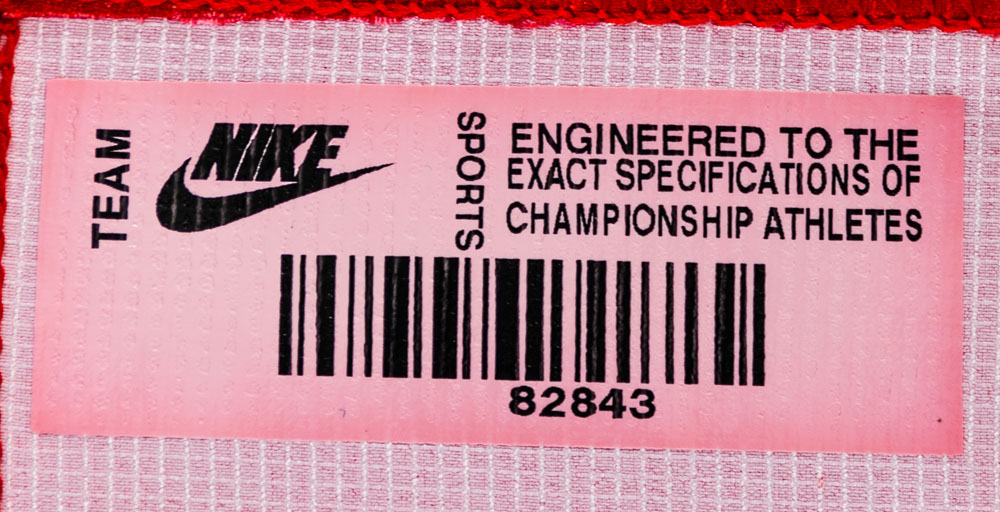 TEAM
NIKE
SPORTS
ENGINEERED TO THE
EXACT SPECIFICATIONS OF
CHAMPIONSHIP ATHLETES
82843